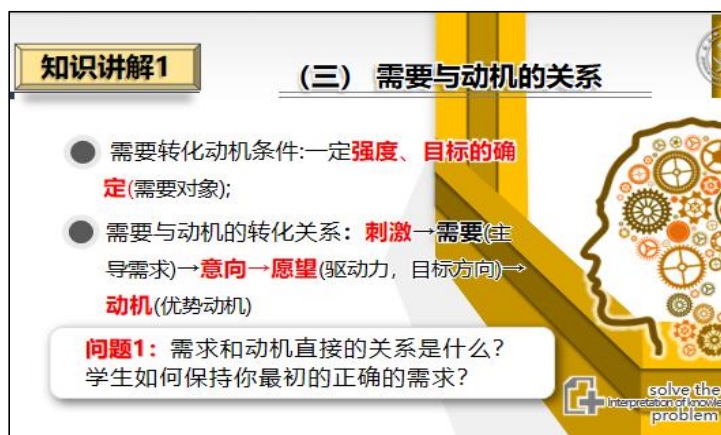 知识讲解1
（三） 需要与动机的关系
需要转化动机条件:一定强度、目标的确
定(需要对象);
需要与动机的转化关系：刺激→需要(主
导需求)→意向→愿望(驱动力，目标方向)→
动机(优势动机)
问题1：需求和动机直接的关系是什么？
学生如何保持你最初的正确的需求？
solve the
Interpretation of knowle
problem